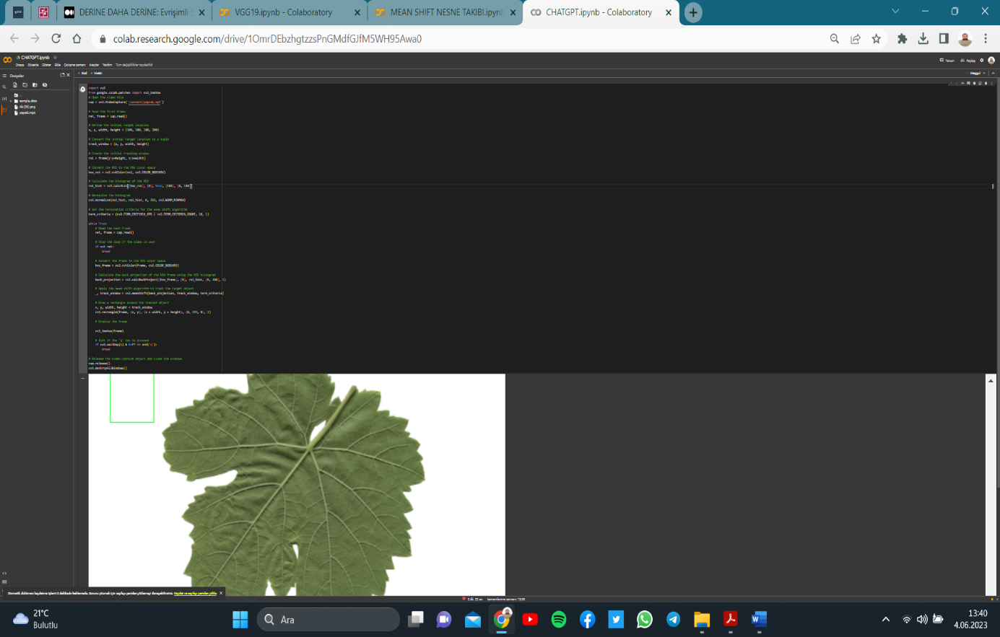 DERİNE DAHA DERİNE: Evrişimli
VGG19.ipynb - Colaboratory
MEAN SHIFT NESNE TAKIBI.ipynb
CHATGPT.ipynb - Colaboratory
colab.research.google.com/drive/1OmrDEbzhgtzzsPnGMdfGJfM5WH95Awa0
CHATGPT.ipynb
Dosya Düzenle Göster Ekle Çalışma zamanı Araçlar Yardım Tüm değişiklikler kaydedildi
Yorum Paylaş
Dosyalar
+ Kod + Metin
Meşgul
..
sample_data
yaprak.mp4
import cv2
from google.colab.patches import cv2_imshow
# Open the video file
cap = cv2.VideoCapture('/content/yaprak.mp4')
# Read the first frame
ret, frame = cap.read()
# Define the initial target location
x, y, width, height = (100, 100, 200, 200)
# Convert the initial target location to a tuple
track_window = (x, y, width, height)
# Create the initial tracking window
roi = frame[y:y+height, x:x+width]
# Convert the ROI to the HSV color space
hsv_roi = cv2.cvtColor(roi, cv2.COLOR_BGR2HSV)
# Calculate the histogram of the ROI
roi_hist = cv2.calcHist([hsv_roi], [0], None, [180], [0, 180])
# Normalize the histogram
cv2.normalize(roi_hist, roi_hist, 0, 255, cv2.NORM_MINMAX)
# Set the termination criteria for the mean shift algorithm
term_criteria = (cv2.TERM_CRITERIA_EPS | cv2.TERM_CRITERIA_COUNT, 10, 1)
while True:
# Read the next frame
ret, frame = cap.read()
# Stop the loop if the video is over
if not ret:
break
# Convert the frame to the HSV color space
hsv_frame = cv2.cvtColor(frame, cv2.COLOR_BGR2HSV)
# Calculate the back projection of the HSV frame using the ROI histogram
back_projection = cv2.calcBackProject([hsv_frame], [0], roi_hist, [0, 180], 1)
# Apply the mean shift algorithm to track the target object
_, track_window = cv2.meanShift(back_projection, track_window, term_criteria)
# Draw a rectangle around the tracked object
x, y, width, height = track_window
cv2.rectangle(frame, (x, y), (x + width, y + height), (0, 255, 0), 2)
# Display the frame
cv2_imshow(frame)
# Exit if the 'q' key is pressed
if cv2.waitKey(1) & 0xFF == ord('q'):
break
# Release the video capture object and close the windows
cap.release()
cv2.destroyAllWindows()
Ara
21°C
Bulutlu
13:40
4.06.2023